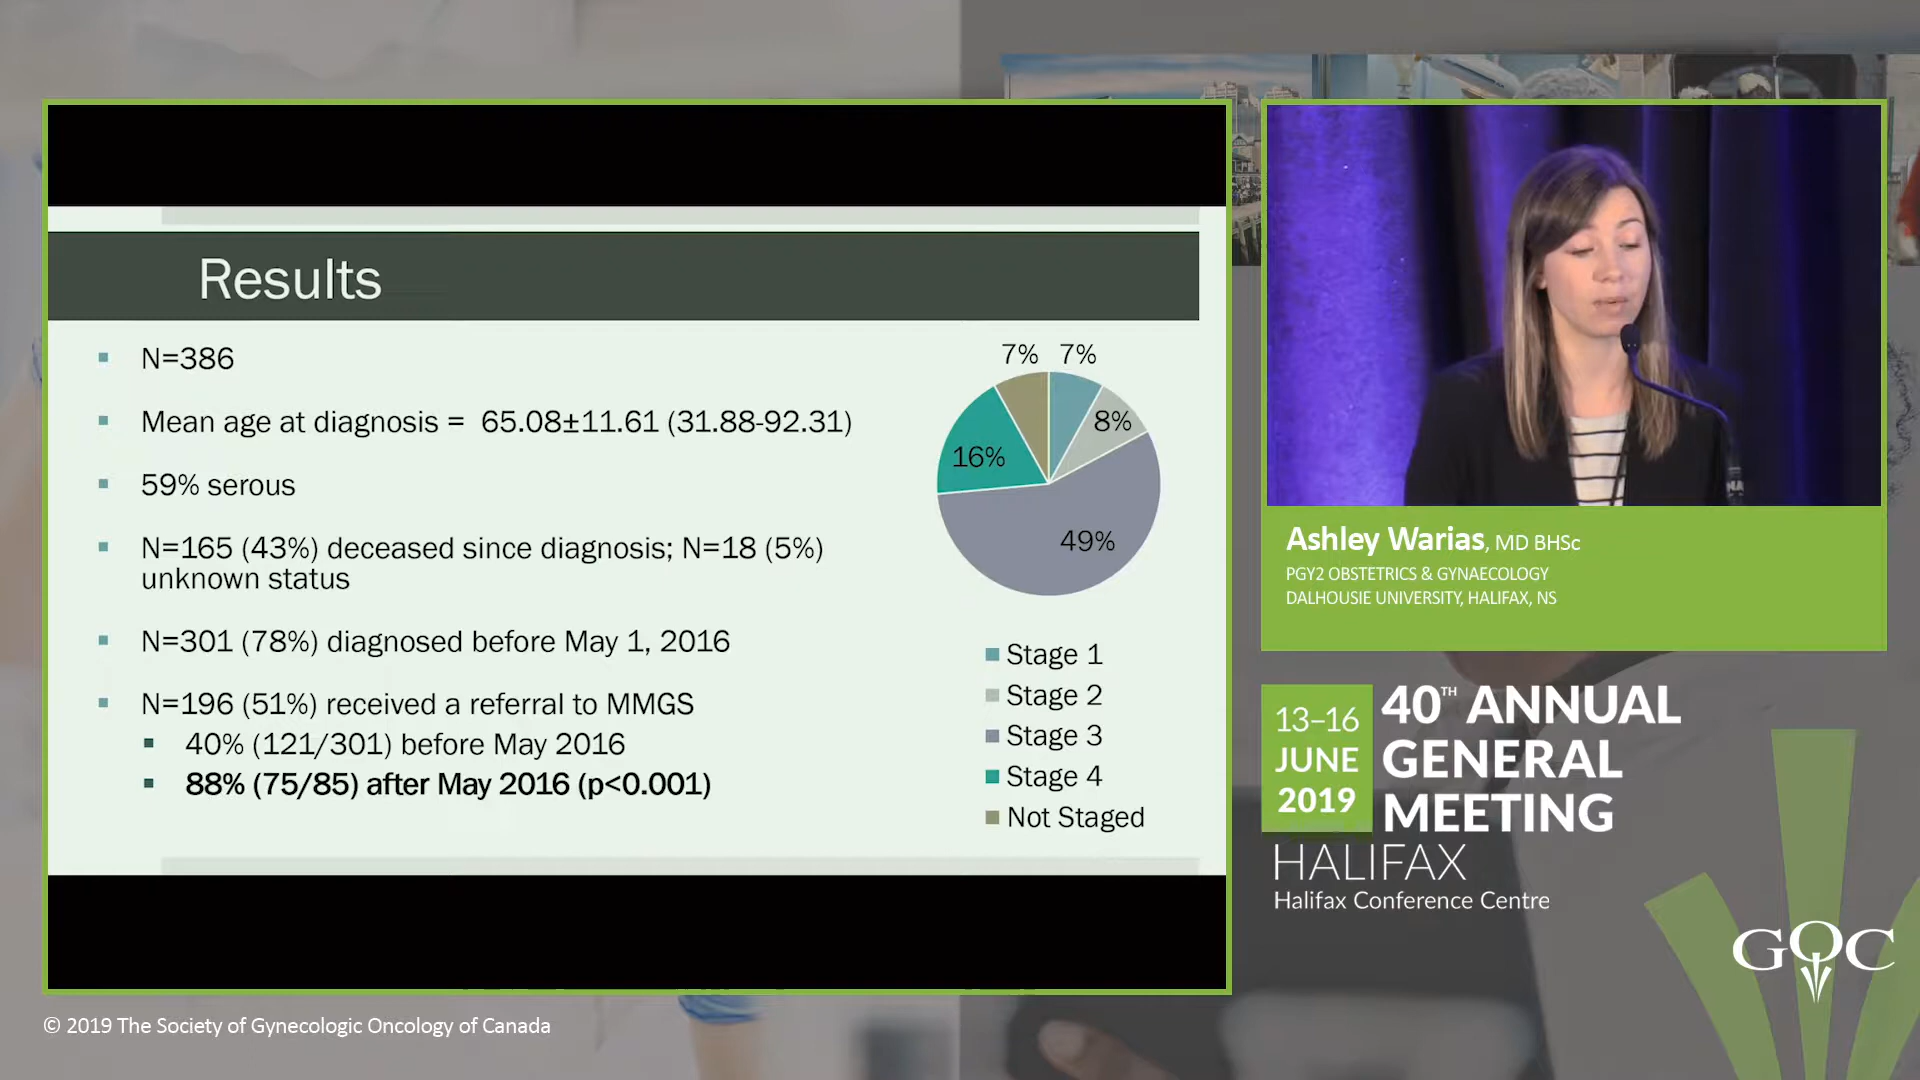 Results
N=386
Mean age at diagnosis = 65.08±11.61 (31.88-92.31)
59% serous
N=165 (43%) deceased since diagnosis; N=18 (5%)
unknown status
N=301 (78%) diagnosed before May 1, 2016
N=196 (51%) received a referral to MMGS
40% (121/301) before May 2016
88% (75/85) after May 2016 (p<0.001)
7% 7%
8%
16%
49%
Stage 1
Stage 2
Stage 3
Stage 4
Not Staged
Ashley Warias, MD BHSc
PGY2 OBSTETRICS & GYNAECOLOGY
DALHOUSIE UNIVERSITY, HALIFAX, NS
13–16
JUNE
2019
40TH ANNUAL
GENERAL
MEETING
HALIFAX
Halifax Conference Centre
GOC
© 2019 The Society of Gynecologic Oncology of Canada